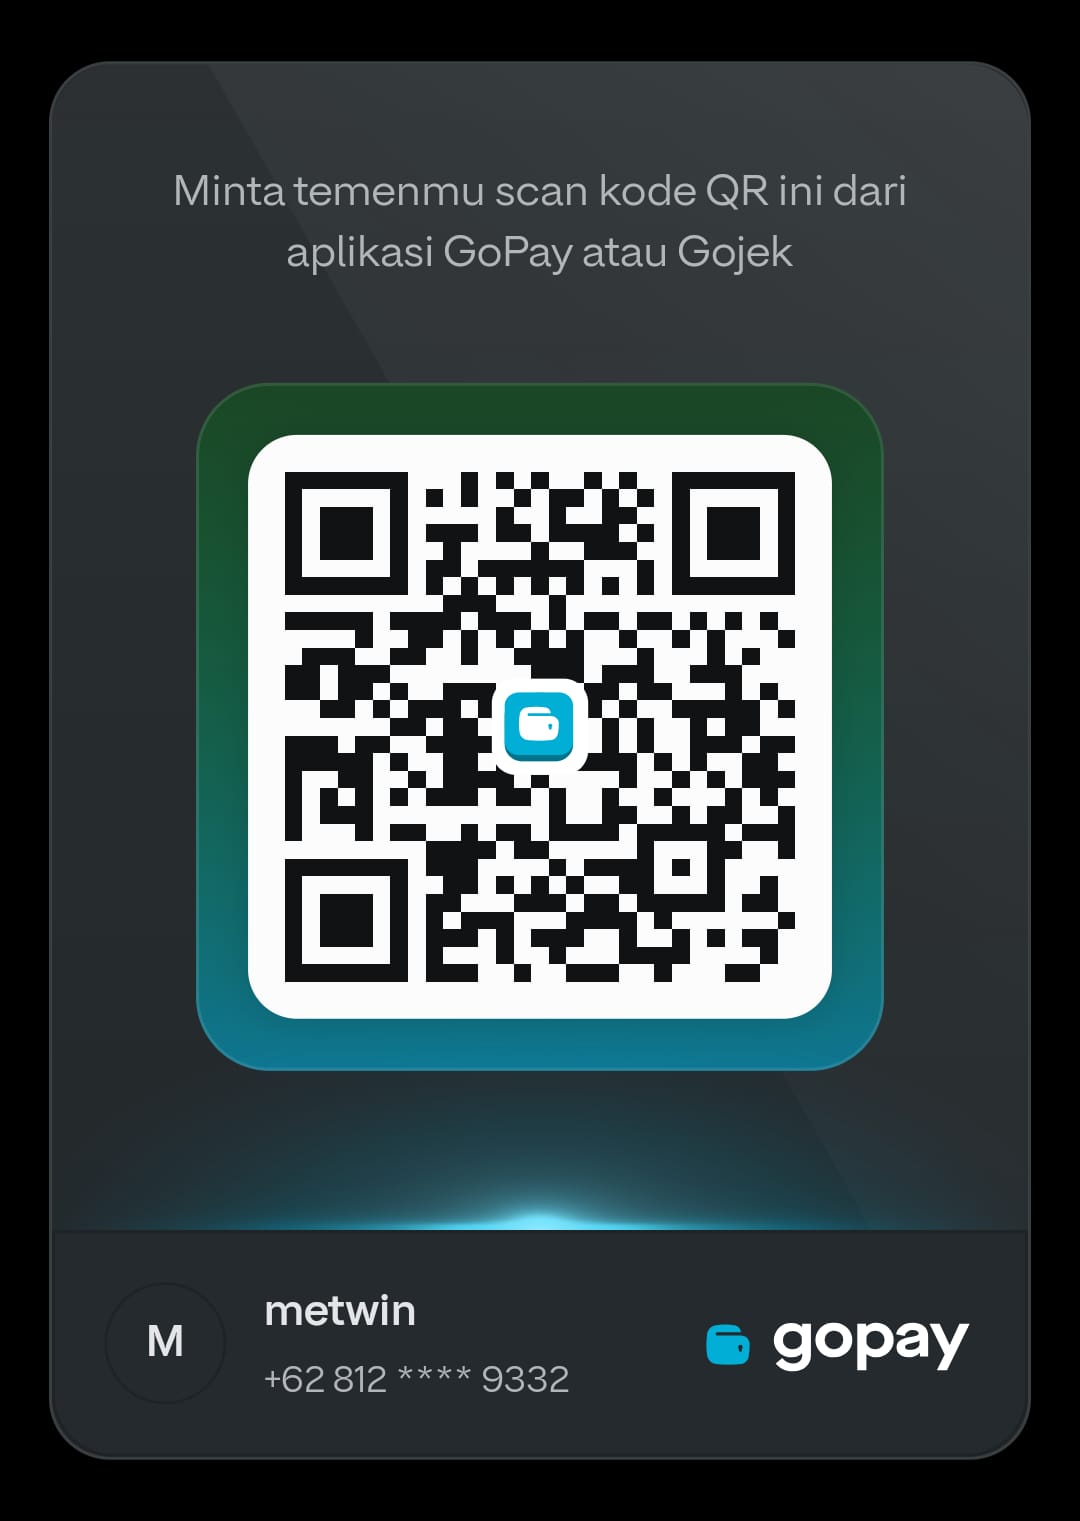 Minta temenmu scan kode QR ini dari
aplikasi GoPay atau Gojek
M
metwin
+62 812 **** 9332
gopay